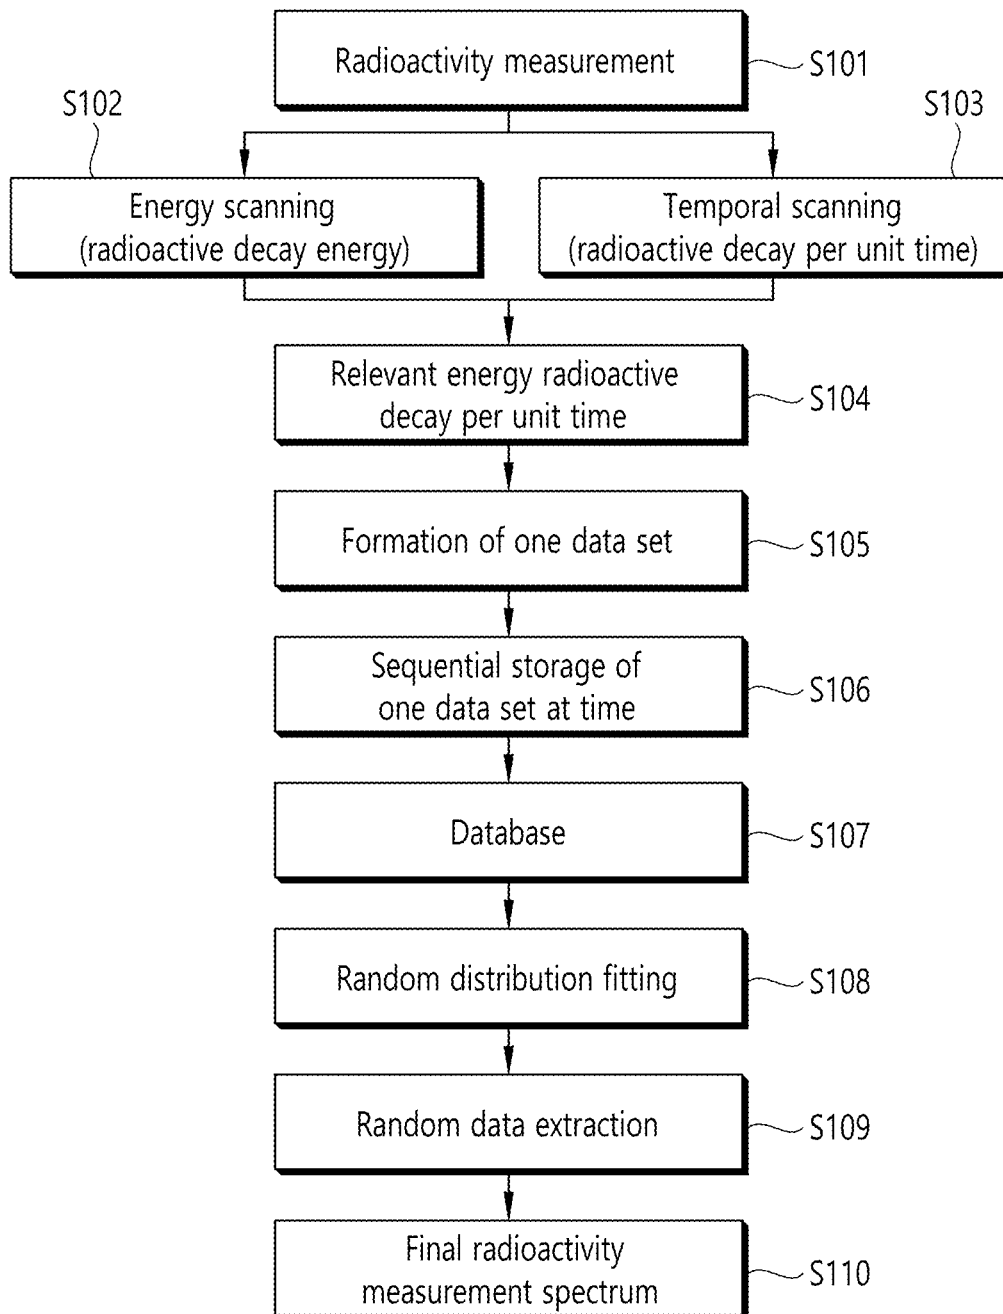 Radioactivity measurement
S101
S102
S103
Energy scanning
(radioactive decay energy)
Temporal scanning
(radioactive decay per unit time)
Relevant energy radioactive
decay per unit time
S104
Formation of one data set
S105
Sequential storage of
one data set at time
S106
Database
S107
Random distribution fitting
S108
Random data extraction
S109
Final radioactivity
measurement spectrum
S110